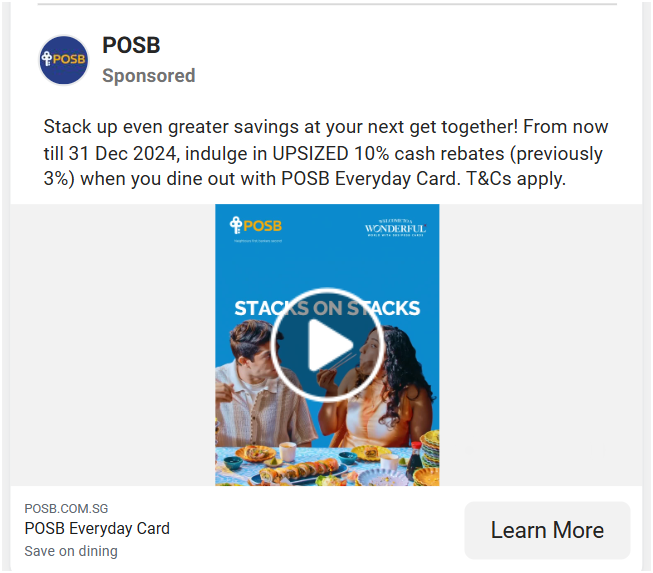 POSB
POSB
Sponsored
Stack up even greater savings at your next get together! From now
till 31 Dec 2024, indulge in UPSIZED 10% cash rebates (previously
3%) when you dine out with POSB Everyday Card. T&Cs apply.
POSB
WELCOME TO A
WONDERFUL
STACKS ON STACKS
POSB.COM.SG
POSB Everyday Card
Save on dining
Learn More